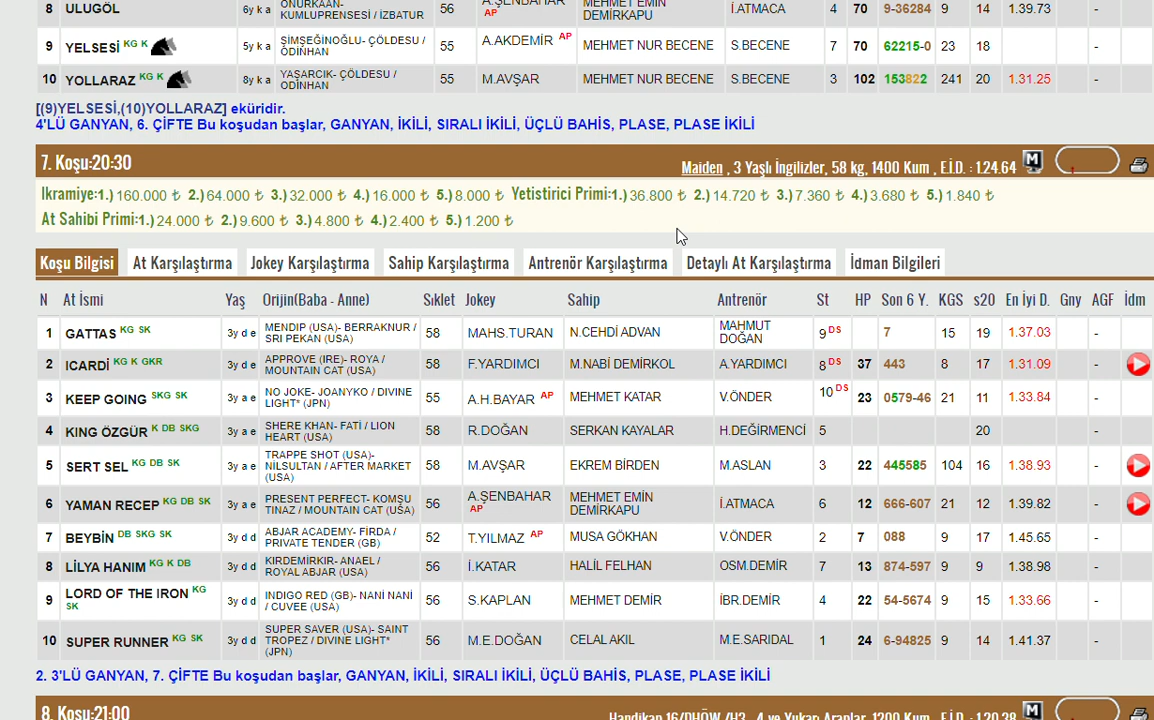 8 ULUGÖL 6y k a ONURKAAN- KUMLUPRENSESİ / İZBATUR 56 A.ŞENBAHAR AP MEHMET EMİN DEMİRKAPU İ.ATMACA 4 70 9-36284 9 14 1.39.73
9 YELSESİ KG K 5y k a ŞİMŞEĞİNOĞLU- ÇÖLDESU / ODİNHAN 55 A.AKDEMİR AP MEHMET NUR BECENE S.BECENE 7 70 62215-0 23 18 -
10 YOLLARAZ KG K 8y k a YAŞARCIK- ÇÖLDESU / ODİNHAN 55 M.AVŞAR MEHMET NUR BECENE S.BECENE 3 102 153822 241 20 1.31.25 -
[(9)YELSESİ,(10)YOLLARAZ] eküridir.
4'LÜ GANYAN, 6. ÇİFTE Bu koşudan başlar, GANYAN, İKİLİ, SIRALI İKİLİ, ÜÇLÜ BAHİS, PLASE, PLASE İKİLİ
7. Koşu:20:30 Maiden , 3 Yaşlı İngilizler, 58 kg, 1400 Kum , E.İ.D. : 1.24.64 M
Ikramiye:1.) 160.000 ₺ 2.) 64.000 ₺ 3.) 32.000 ₺ 4.) 16.000 ₺ 5.) 8.000 ₺ Yetistirici Primi:1.) 36.800 ₺ 2.) 14.720 ₺ 3.) 7.360 ₺ 4.) 3.680 ₺ 5.) 1.840 ₺
At Sahibi Primi:1.) 24.000 ₺ 2.) 9.600 ₺ 3.) 4.800 ₺ 4.) 2.400 ₺ 5.) 1.200 ₺
Koşu Bilgisi At Karşılaştırma Jokey Karşılaştırma Sahip Karşılaştırma Antrenör Karşılaştırma Detaylı At Karşılaştırma İdman Bilgileri
N At İsmi Yaş Orijin(Baba - Anne) Sıklet Jokey Sahip Antrenör St HP Son 6 Y. KGS s20 En İyi D. Gny AGF İdm
1 GATTAS KG SK 3y d e MENDIP (USA)- BERRAKNUR / SRI PEKAN (USA) 58 MAHS.TURAN N.CEHDİ ADVAN MAHMUT DOĞAN 9 DS 7 15 19 1.37.03 -
2 ICARDİ KG K GKR 3y d e APPROVE (IRE)- ROYA / MOUNTAIN CAT (USA) 58 F.YARDIMCI M.NABİ DEMİRKOL A.YARDIMCI 8 DS 37 443 8 17 1.31.09 -
3 KEEP GOING SKG SK 3y a e NO JOKE- JOANYKO / DIVINE LIGHT* (JPN) 55 A.H.BAYAR AP MEHMET KATAR V.ÖNDER 10 DS 23 0579-46 21 11 1.33.84 -
4 KING ÖZGÜR K DB SKG 3y a e SHERE KHAN- FATİ / LION HEART (USA) 58 R.DOĞAN SERKAN KAYALAR H.DEĞİRMENCİ 5 20 -
5 SERT SEL KG DB SK 3y a e TRAPPE SHOT (USA)- NİLSULTAN / AFTER MARKET (USA) 58 M.AVŞAR EKREM BİRDEN M.ASLAN 3 22 445585 104 16 1.38.93 -
6 YAMAN RECEP KG DB SK 3y a e PRESENT PERFECT- KOMŞU TINAZ / MOUNTAIN CAT (USA) 56 A.ŞENBAHAR AP MEHMET EMİN DEMİRKAPU İ.ATMACA 6 12 666-607 21 12 1.39.82 -
7 BEYBİN DB SKG SK 3y d d ABJAR ACADEMY- FİRDA / PRIVATE TENDER (GB) 52 T.YILMAZ AP MUSA GÖKHAN V.ÖNDER 2 7 088 9 17 1.45.65 -
8 LİLYA HANIM KG K DB 3y d d KIRDEMİRKIR- ANAEL / ROYAL ABJAR (USA) 56 İ.KATAR HALİL FELHAN OSM.DEMİR 7 13 874-597 9 9 1.38.98 -
9 LORD OF THE IRON KG SK 3y d d INDIGO RED (GB)- NANİ NANİ / CUVEE (USA) 56 S.KAPLAN MEHMET DEMİR İBR.DEMİR 4 22 54-5674 9 15 1.33.66 -
10 SUPER RUNNER KG SK 3y d d SUPER SAVER (USA)- SAINT TROPEZ / DIVINE LIGHT* (JPN) 56 M.E.DOĞAN CELAL AKIL M.E.SARIDAL 1 24 6-94825 9 14 1.41.37 -
2. 3'LÜ GANYAN, 7. ÇİFTE Bu koşudan başlar, GANYAN, İKİLİ, SIRALI İKİLİ, ÜÇLÜ BAHİS, PLASE, PLASE İKİLİ
8. Koşu:21:00 Handikap 16/DHÖW /H3 , 4 ve Yukarı Araplar, 1200 Kum , E.İ.D. : 1.20.38 M